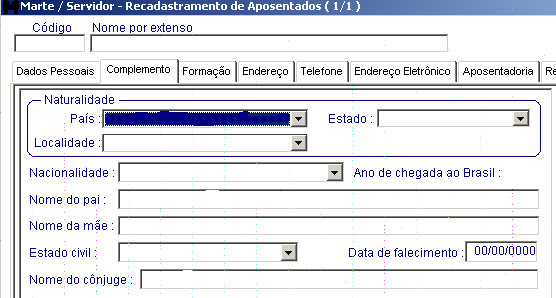 Marte / Servidor - Recadastramento de Aposentados ( 1/1 )
Código Nome por extenso
Dados Pessoais Complemento Formação Endereço Telefone Endereço Eletrônico Aposentadoria Re
Naturalidade
País : Estado :
Localidade :
Nacionalidade : Ano de chegada ao Brasil :
Nome do pai :
Nome da mãe :
Estado civil : Data de falecimento : 00/00/0000
Nome do cônjuge :